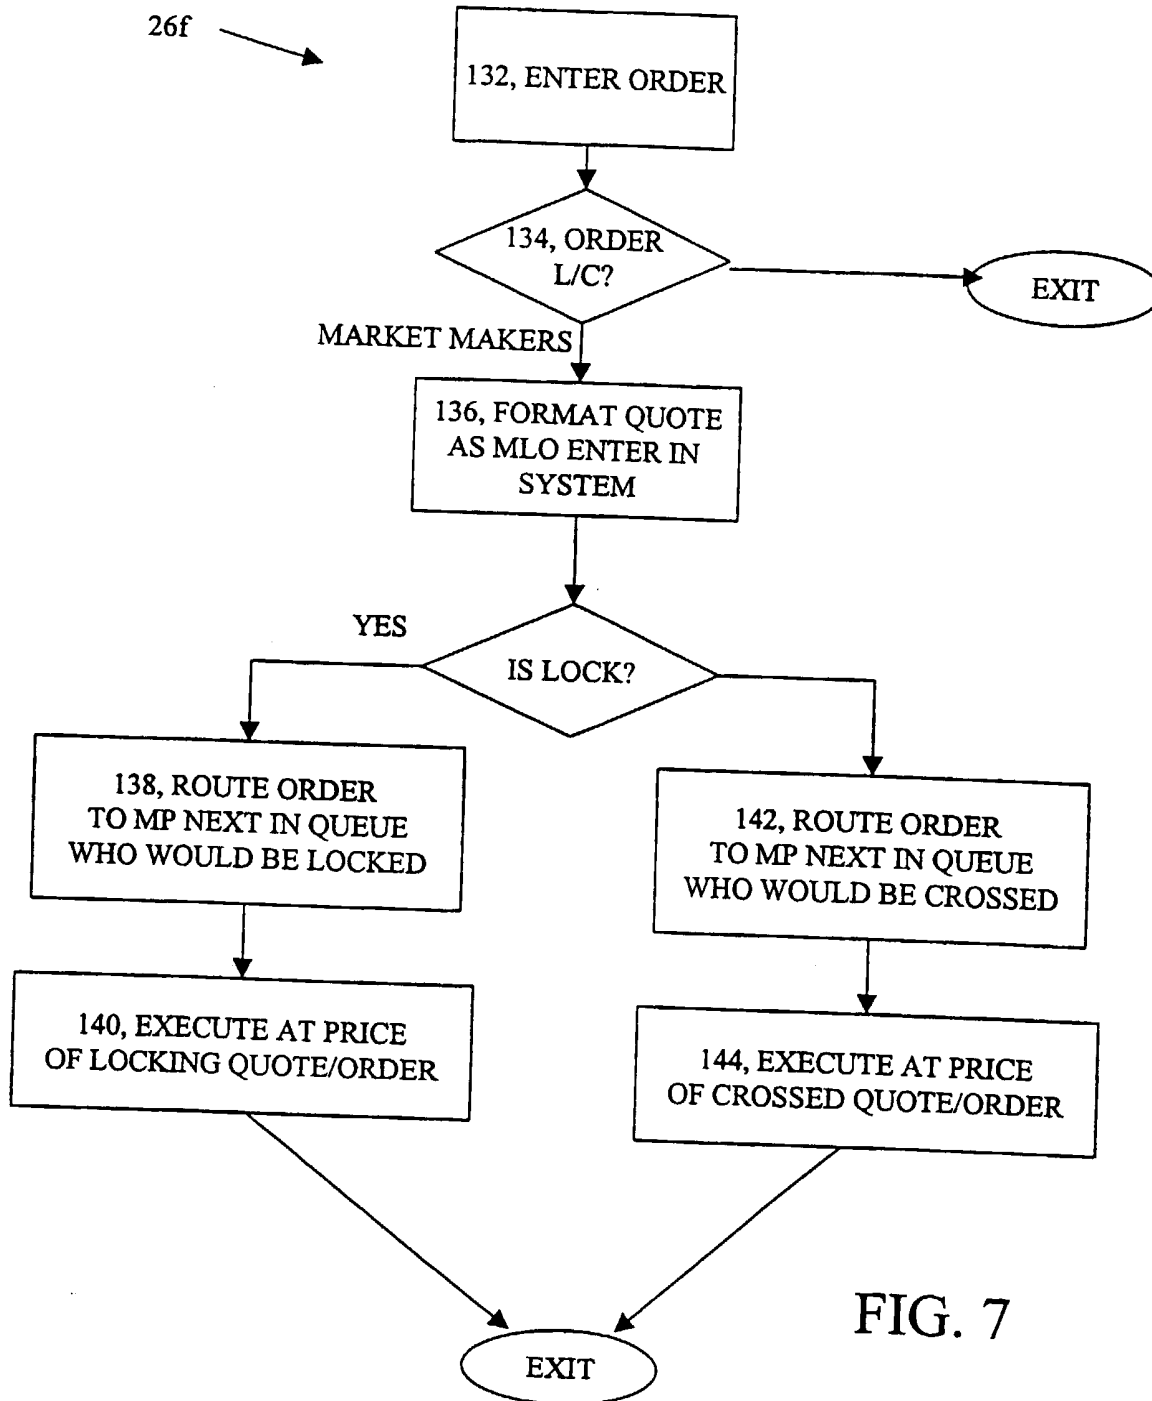 26f
132, ENTER ORDER
134, ORDER
L/C?
EXIT
MARKET MAKERS
136, FORMAT QUOTE
AS MLO ENTER IN
SYSTEM
YES
IS LOCK?
138, ROUTE ORDER
TO MP NEXT IN QUEUE
WHO WOULD BE LOCKED
142, ROUTE ORDER
TO MP NEXT IN QUEUE
WHO WOULD BE CROSSED
140, EXECUTE AT PRICE
OF LOCKING QUOTE/ORDER
144, EXECUTE AT PRICE
OF CROSSED QUOTE/ORDER
FIG. 7
EXIT